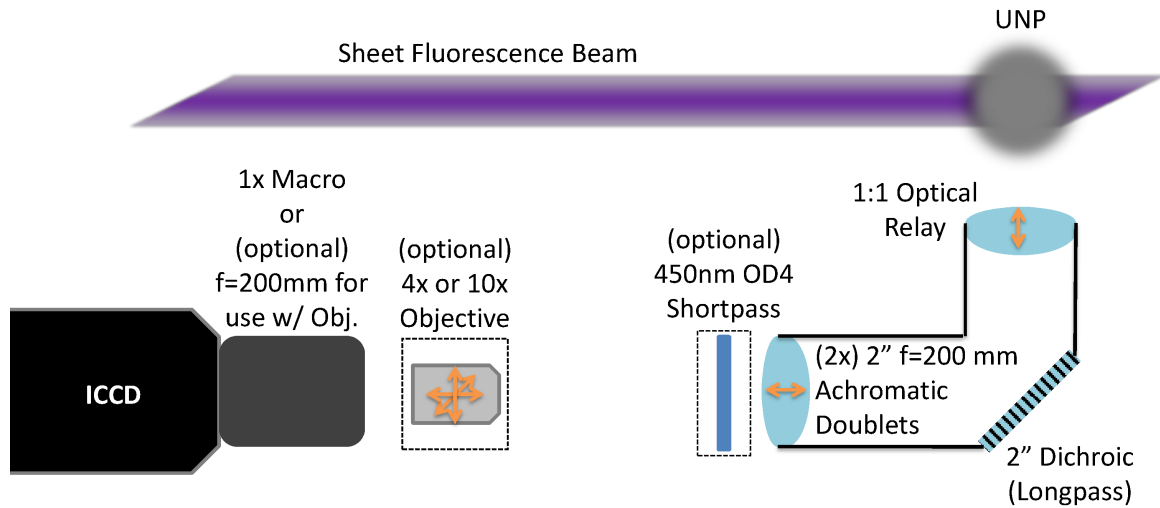 UNP
Sheet Fluorescence Beam
1x Macro
or
(optional)
f=200mm for
use w/ Obj.
(optional)
4x or 10x
Objective
(optional)
450nm OD4
Shortpass
1:1 Optical
Relay
ICCD
(2x) 2” f=200 mm
Achromatic
Doublets
2” Dichroic
(Longpass)